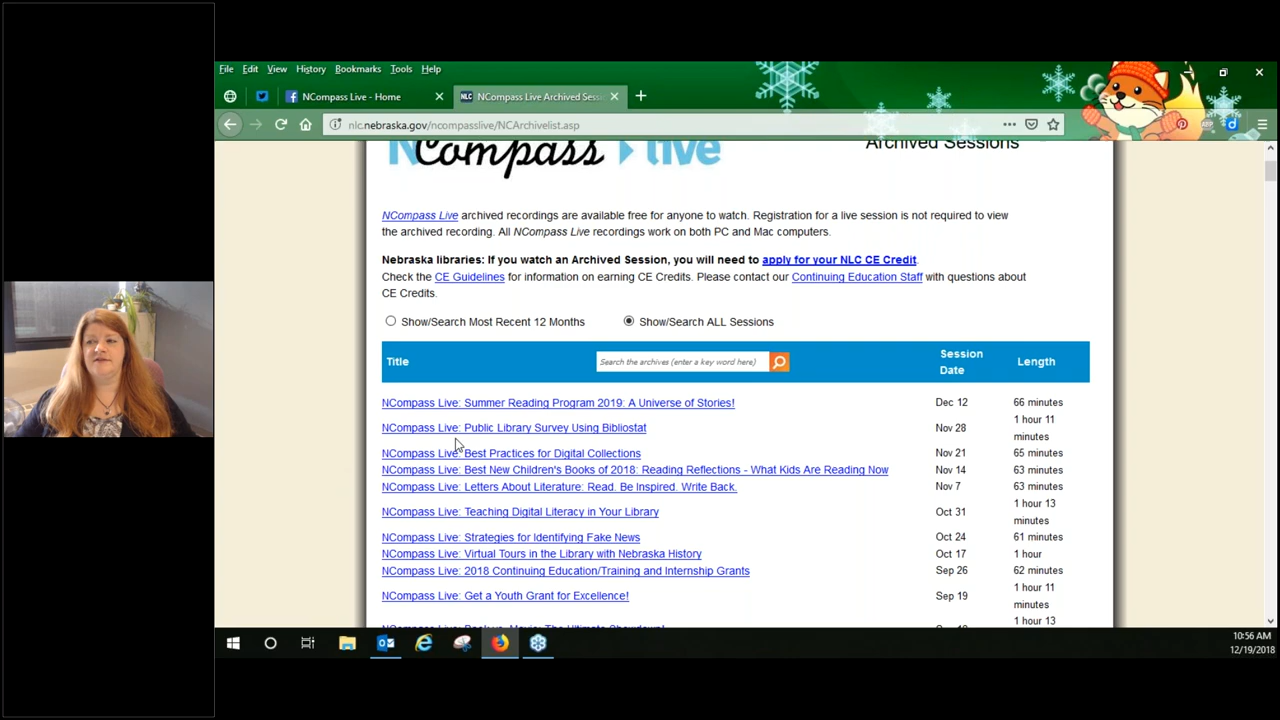 File Edit View History Bookmarks Tools Help
NCompass Live - Home
NLC NCompass Live Archived Sess
nlc.nebraska.gov/ncompasslive/NCArchivelist.asp
NCompass live Archived Sessions
NCompass Live archived recordings are available free for anyone to watch. Registration for a live session is not required to view
the archived recording. All NCompass Live recordings work on both PC and Mac computers.
Nebraska libraries: If you watch an Archived Session, you will need to apply for your NLC CE Credit.
Check the CE Guidelines for information on earning CE Credits. Please contact our Continuing Education Staff with questions about
CE Credits.
Show/Search Most Recent 12 Months Show/Search ALL Sessions
Title Search the archives (enter a key word here) Session Date Length
NCompass Live: Summer Reading Program 2019: A Universe of Stories! Dec 12 66 minutes
NCompass Live: Public Library Survey Using Bibliostat Nov 28 1 hour 11 minutes
NCompass Live: Best Practices for Digital Collections Nov 21 65 minutes
NCompass Live: Best New Children's Books of 2018: Reading Reflections - What Kids Are Reading Now Nov 14 63 minutes
NCompass Live: Letters About Literature: Read. Be Inspired. Write Back. Nov 7 63 minutes
NCompass Live: Teaching Digital Literacy in Your Library Oct 31 1 hour 13 minutes
NCompass Live: Strategies for Identifying Fake News Oct 24 61 minutes
NCompass Live: Virtual Tours in the Library with Nebraska History Oct 17 1 hour
NCompass Live: 2018 Continuing Education/Training and Internship Grants Sep 26 62 minutes
NCompass Live: Get a Youth Grant for Excellence! Sep 19 1 hour 11 minutes
1 hour 13
10:56 AM
12/19/2018